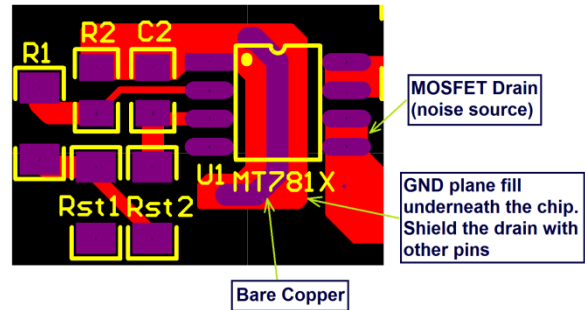 R1
R2
C2
U1
MT781X
Rst1
Rst2
MOSFET Drain
(noise source)
GND plane fill
underneath the chip.
Shield the drain with
other pins
Bare Copper